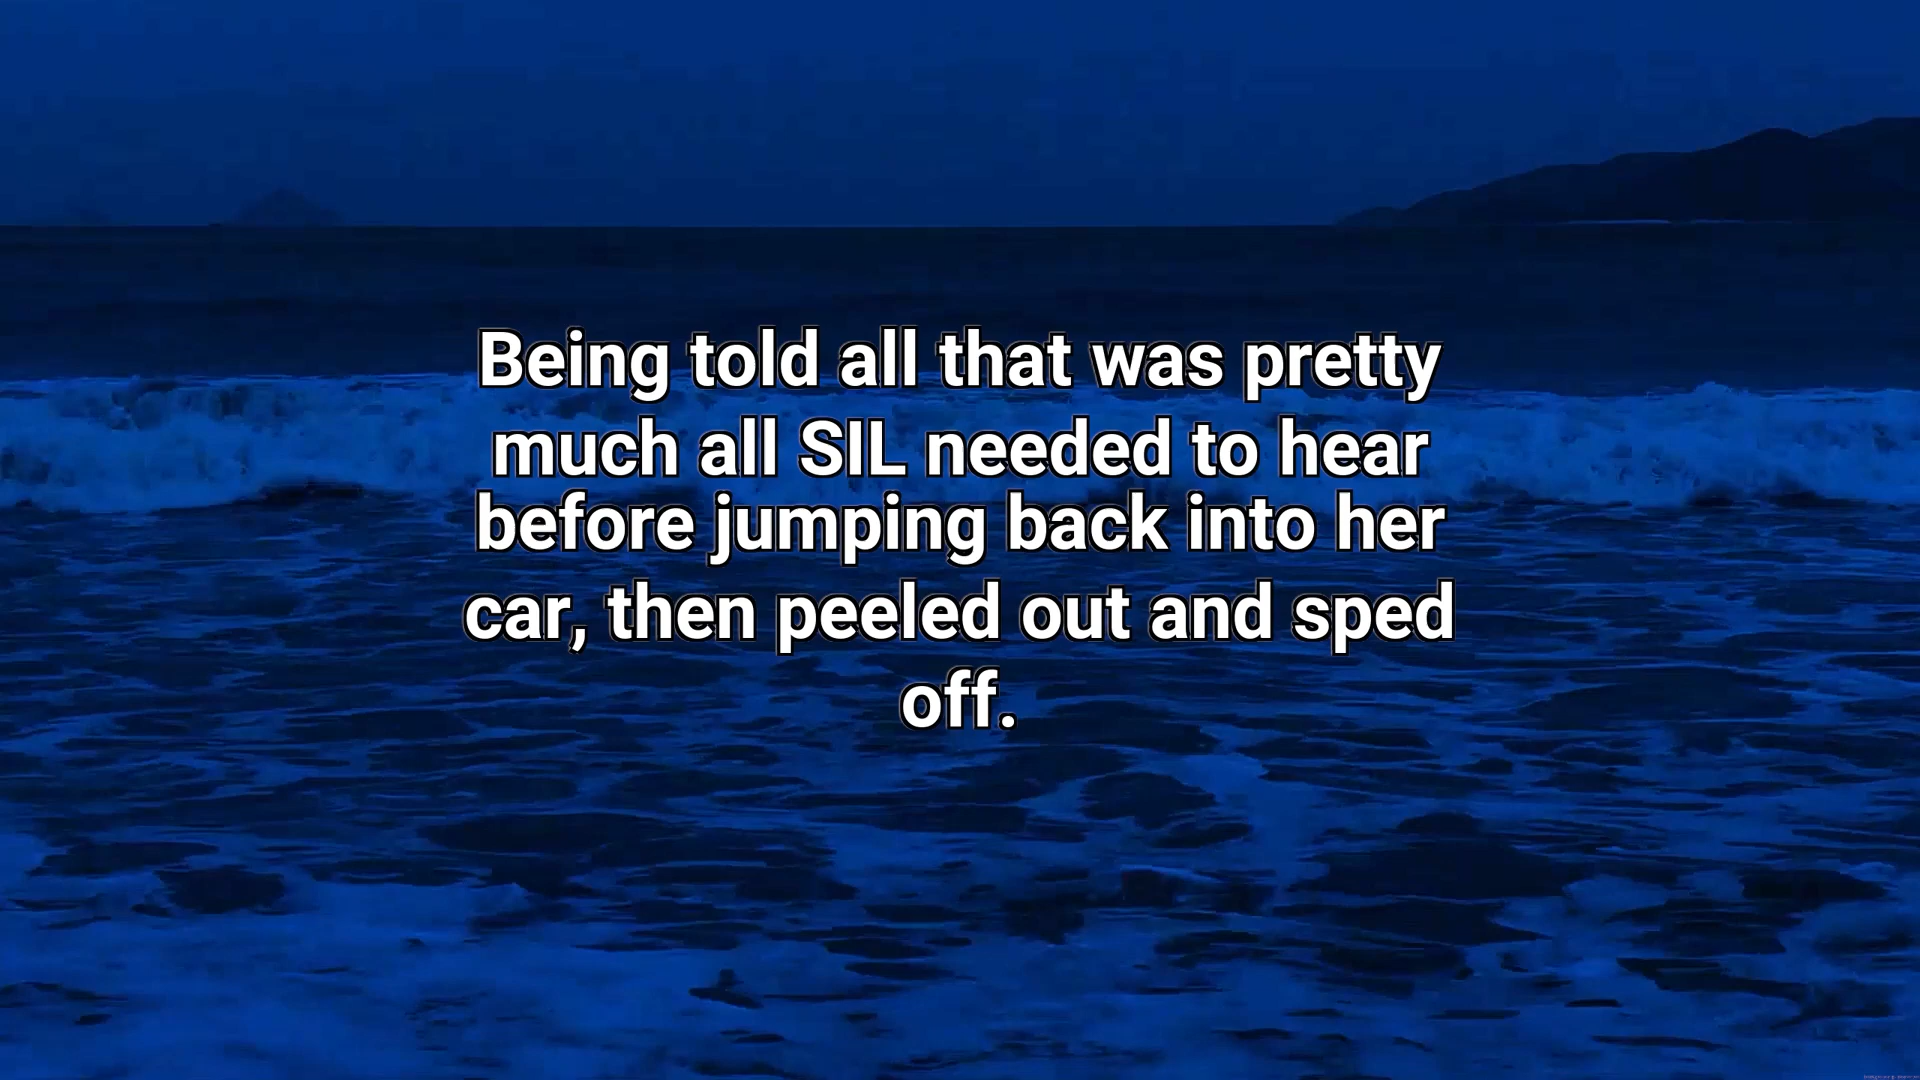 Being told all that was pretty
much all SIL needed to hear
before jumping back into her
car, then peeled out and sped
off.